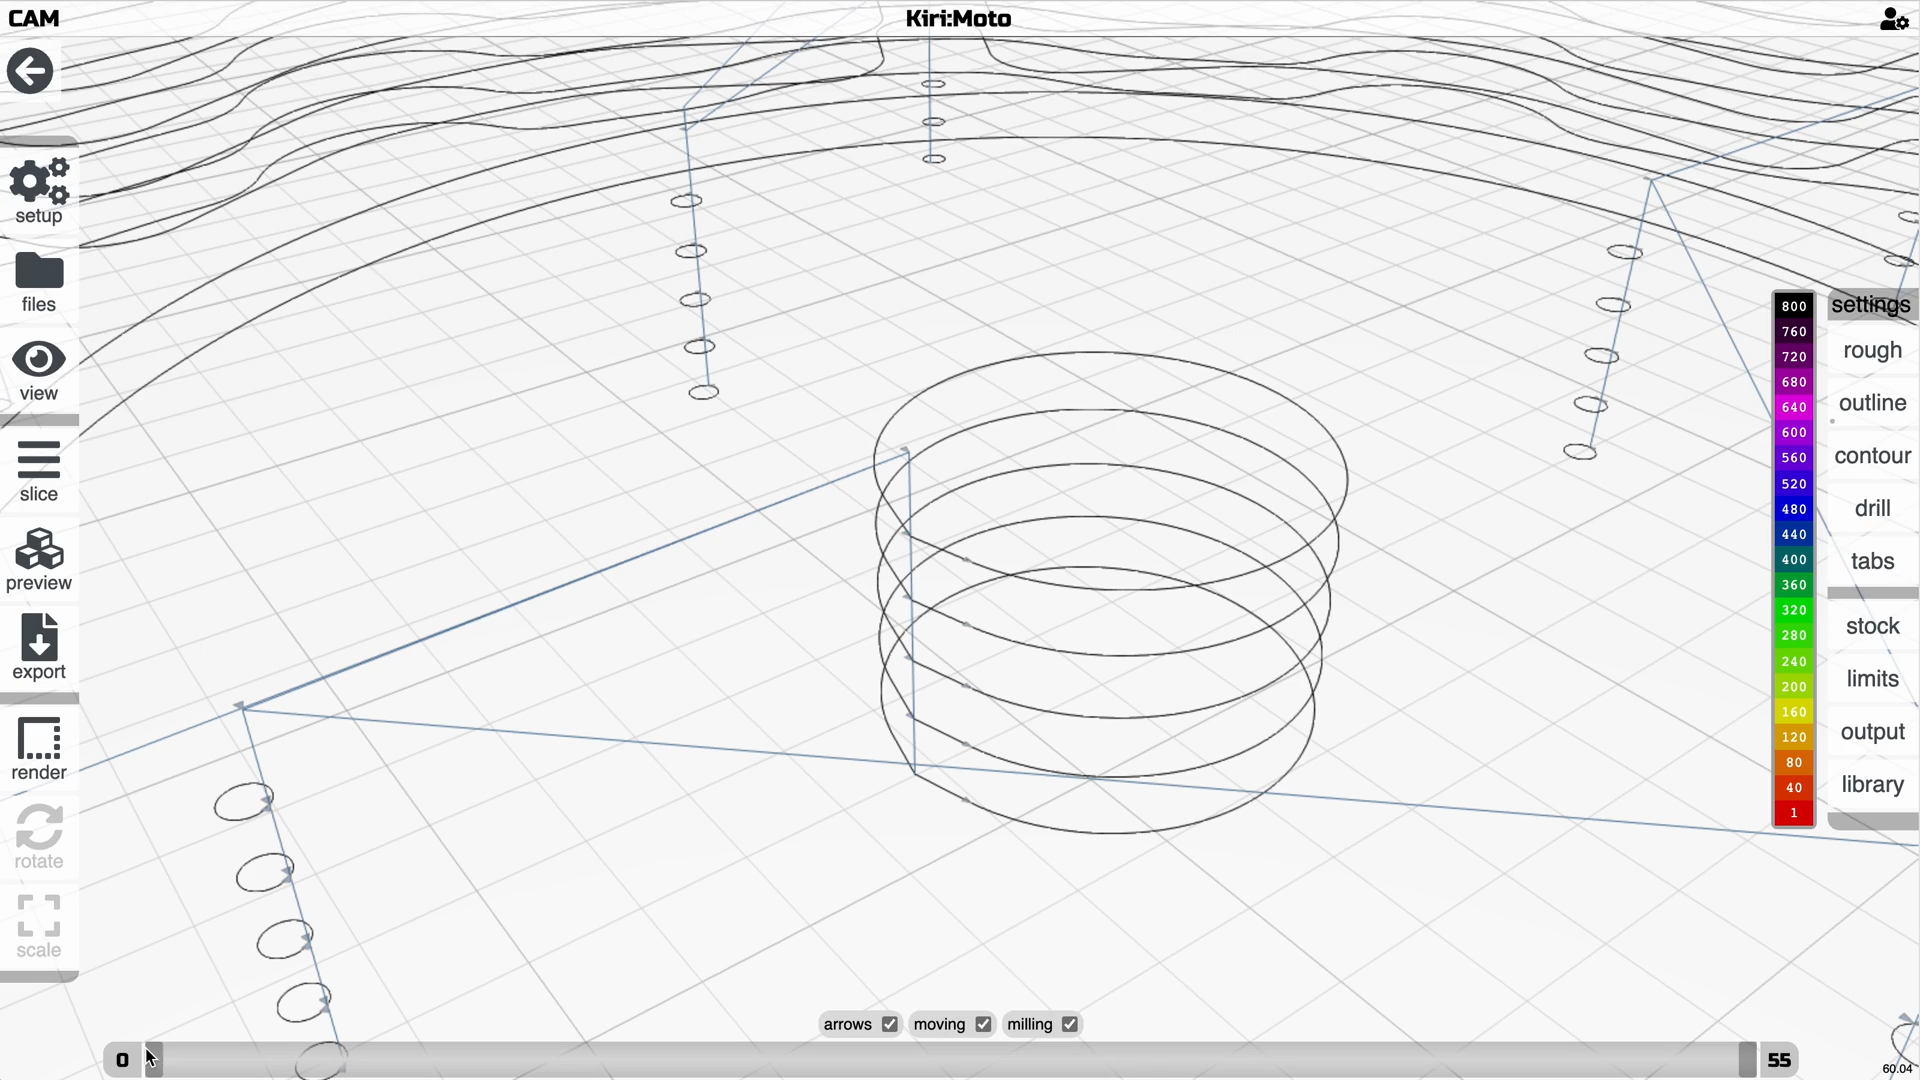 CAM
Kiri:Moto
setup
files
view
slice
preview
export
render
rotate
scale
800
760
720
680
640
600
560
520
480
440
400
360
320
280
240
200
160
120
80
40
1
settings
rough
outline
contour
drill
tabs
stock
limits
output
library
arrows
moving
milling
0
55
60.04